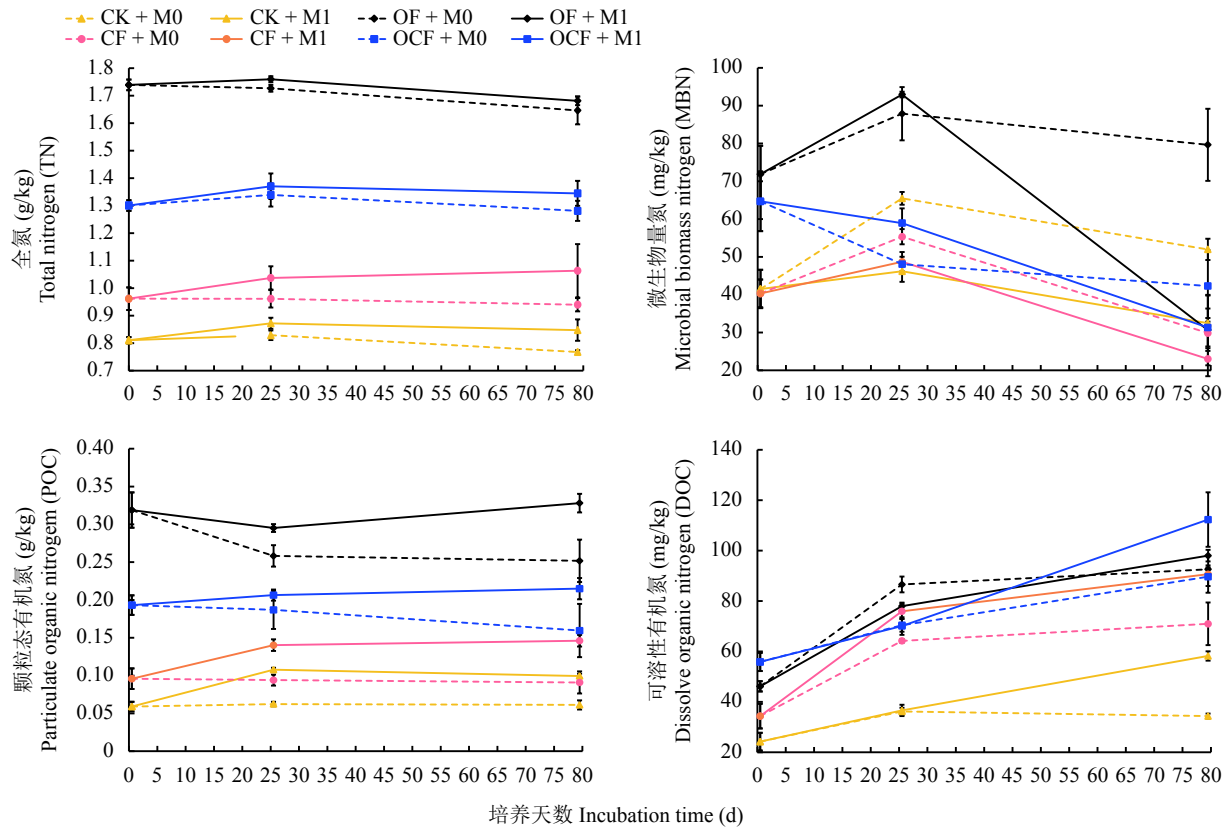 CK + M0 CK + M1 OF + M0 OF + M1
CF + M0 CF + M1 OCF + M0 OCF + M1
全氮 (g/kg)
Total nitrogen (TN)
1.8
1.7
1.6
1.5
1.4
1.3
1.2
1.1
1.0
0.9
0.8
0.7
0 5 10 15 20 25 30 35 40 45 50 55 60 65 70 75 80
微生物量氮 (mg/kg)
Microbial biomass nitrogen (MBN)
100
90
80
70
60
50
40
30
20
0 5 10 15 20 25 30 35 40 45 50 55 60 65 70 75 80
颗粒态有机氮 (g/kg)
Particulate organic nitrogem (POC)
0.40
0.35
0.30
0.25
0.20
0.15
0.10
0.05
0
0 5 10 15 20 25 30 35 40 45 50 55 60 65 70 75 80
可溶性有机氮 (mg/kg)
Dissolve organic nitrogen (DOC)
140
120
100
80
60
40
20
0 5 10 15 20 25 30 35 40 45 50 55 60 65 70 75 80
培养天数 Incubation time (d)